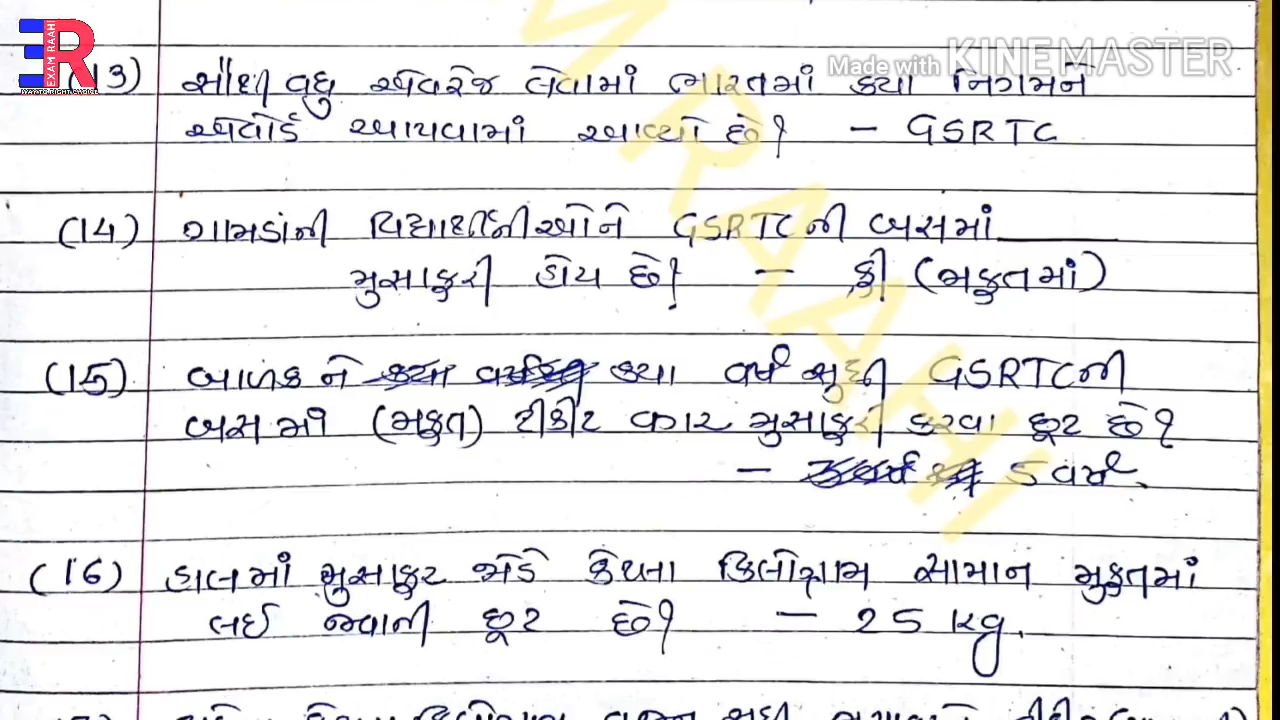 Made with KINEMASTER
ER
EXAM RAAHI
13) સૌથી વધુ એવરેજ લેવામાં ભારતમાં કયા નિગમને
એવોર્ડ આપવામાં આવ્યો છે? - GSRTC
(14) ગામડાંની વિદ્યાર્થીનીઓને GSRTCની બસમાં ______
મુસાફરી હોય છે? - ફ્રી (મફતમાં)
(15) બાળકને કયા વર્ષ સુધી GSRTCની
બસમાં (મફત) ટીકીટ વગર મુસાફરી કરવા છૂટ છે?
- 5 વર્ષ.
(16) હાલમાં મુસાફર જોડે કેટલા કિલોગ્રામ સામાન મુફતમાં
લઈ જવાની છૂટ છે? - 25 kg.
RAAHI